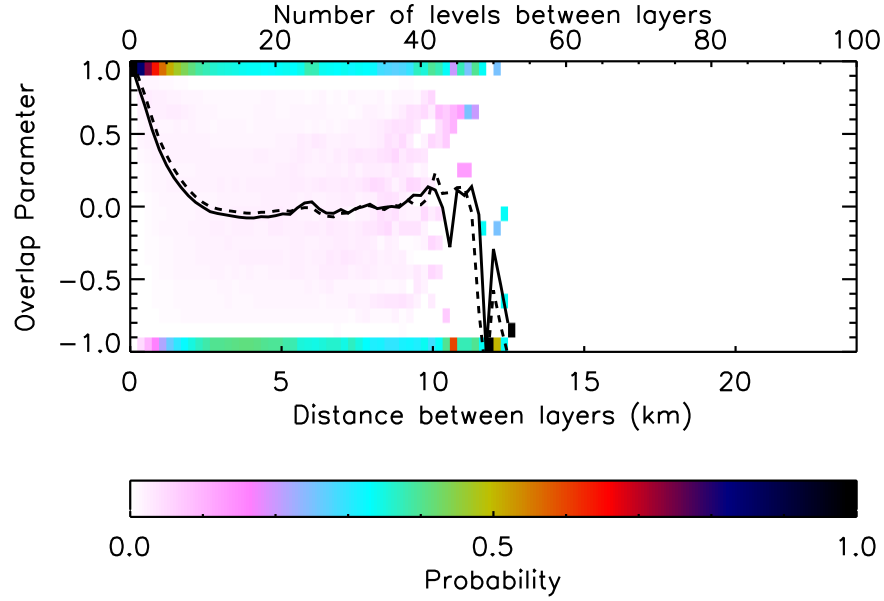 Number of levels between layers
0 20 40 60 80 100
1.0
0.5
0.0
−0.5
−1.0
Overlap Parameter
0 5 10 15 20
Distance between layers (km)
0.0 0.5 1.0
Probability